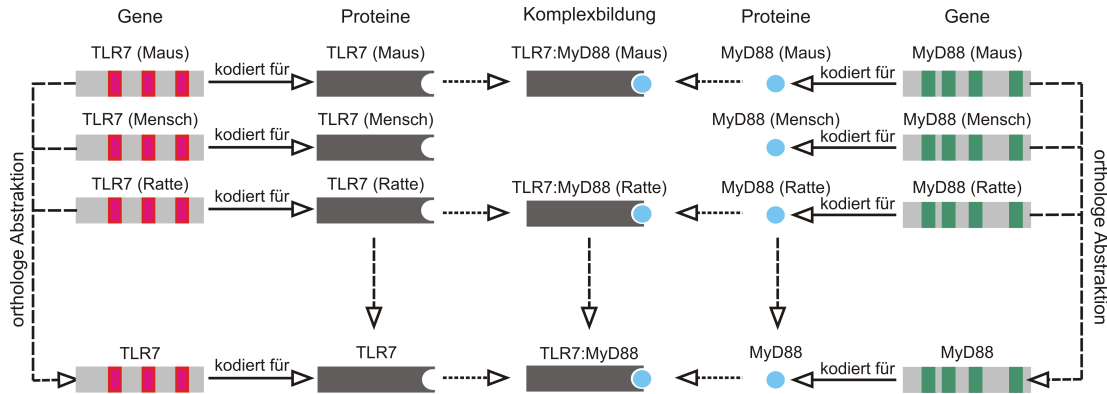 Gene Proteine Komplexbildung Proteine Gene
TLR7 (Maus) TLR7 (Maus) TLR7:MyD88 (Maus) MyD88 (Maus) MyD88 (Maus)
kodiert für kodiert für
TLR7 (Mensch) TLR7 (Mensch) MyD88 (Mensch) MyD88 (Mensch)
kodiert für kodiert für
TLR7 (Ratte) TLR7 (Ratte) TLR7:MyD88 (Ratte) MyD88 (Ratte) MyD88 (Ratte)
kodiert für kodiert für
orthologe Abstraktion
orthologe Abstraktion
TLR7 TLR7 TLR7:MyD88 MyD88 MyD88
kodiert für kodiert für